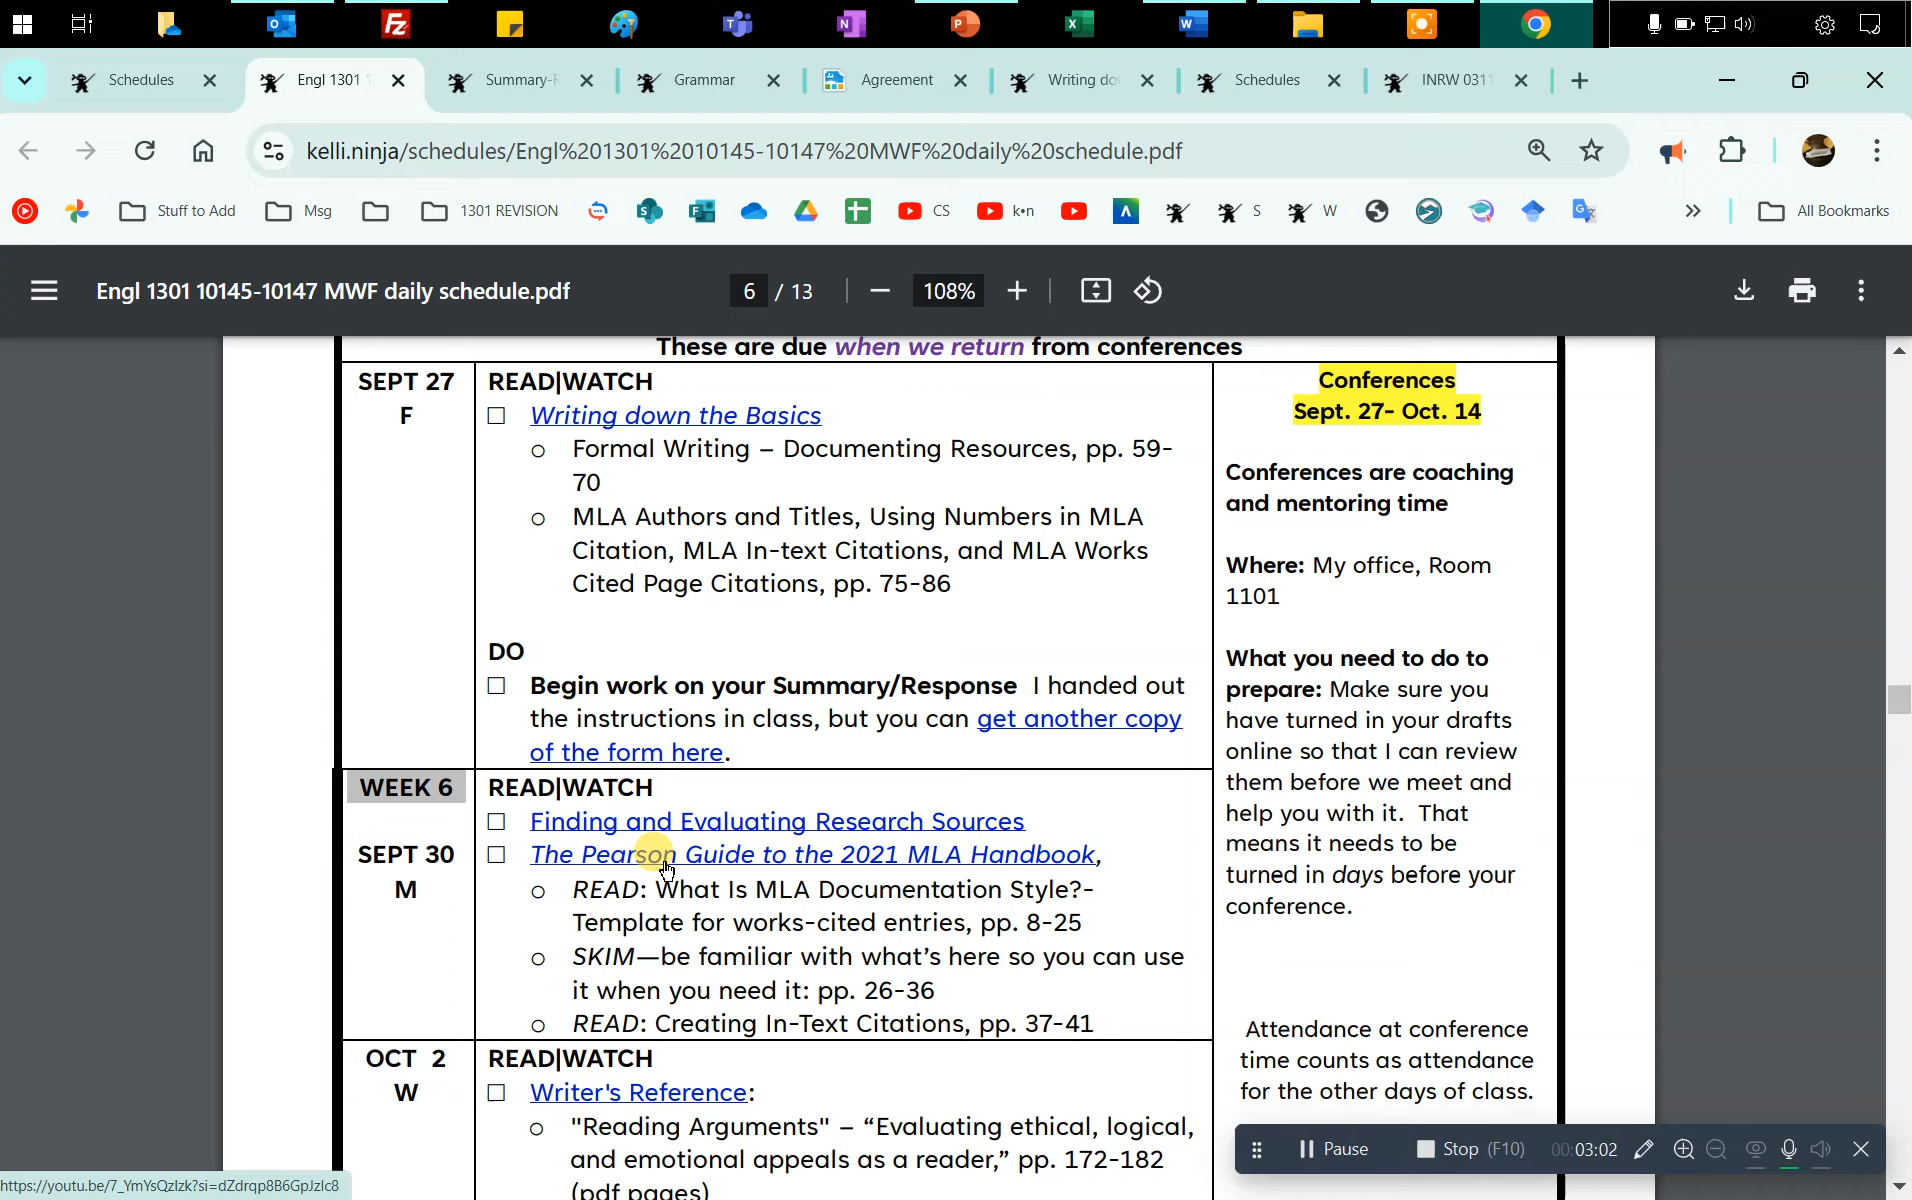 Schedules
Engl 1301 1
Summary-R
Grammar
Agreement
Writing do
Schedules
INRW 0311
kelli.ninja/schedules/Engl%201301%2010145-10147%20MWF%20daily%20schedule.pdf
Stuff to Add
Msg
1301 REVISION
CS
k•n
S
W
All Bookmarks
Engl 1301 10145-10147 MWF daily schedule.pdf
6 / 13
108%
These are due when we return from conferences
SEPT 27
F
READ|WATCH
Writing down the Basics
Formal Writing – Documenting Resources, pp. 59-
70
MLA Authors and Titles, Using Numbers in MLA
Citation, MLA In-text Citations, and MLA Works
Cited Page Citations, pp. 75-86
DO
Begin work on your Summary/Response I handed out
the instructions in class, but you can get another copy
of the form here.
Conferences
Sept. 27- Oct. 14
Conferences are coaching
and mentoring time
Where: My office, Room
1101
What you need to do to
prepare: Make sure you
have turned in your drafts
online so that I can review
them before we meet and
help you with it. That
means it needs to be
turned in days before your
conference.
Attendance at conference
time counts as attendance
for the other days of class.
WEEK 6
SEPT 30
M
READ|WATCH
Finding and Evaluating Research Sources
The Pearson Guide to the 2021 MLA Handbook,
READ: What Is MLA Documentation Style?-
Template for works-cited entries, pp. 8-25
SKIM—be familiar with what's here so you can use
it when you need it: pp. 26-36
READ: Creating In-Text Citations, pp. 37-41
OCT 2
W
READ|WATCH
Writer's Reference:
"Reading Arguments" – “Evaluating ethical, logical,
and emotional appeals as a reader,” pp. 172-182
(pdf pages)
Pause
Stop (F10)
00:03:02
https://youtu.be/7_YmYsQzlzk?si=dZdrqp8B6GpJzlc8